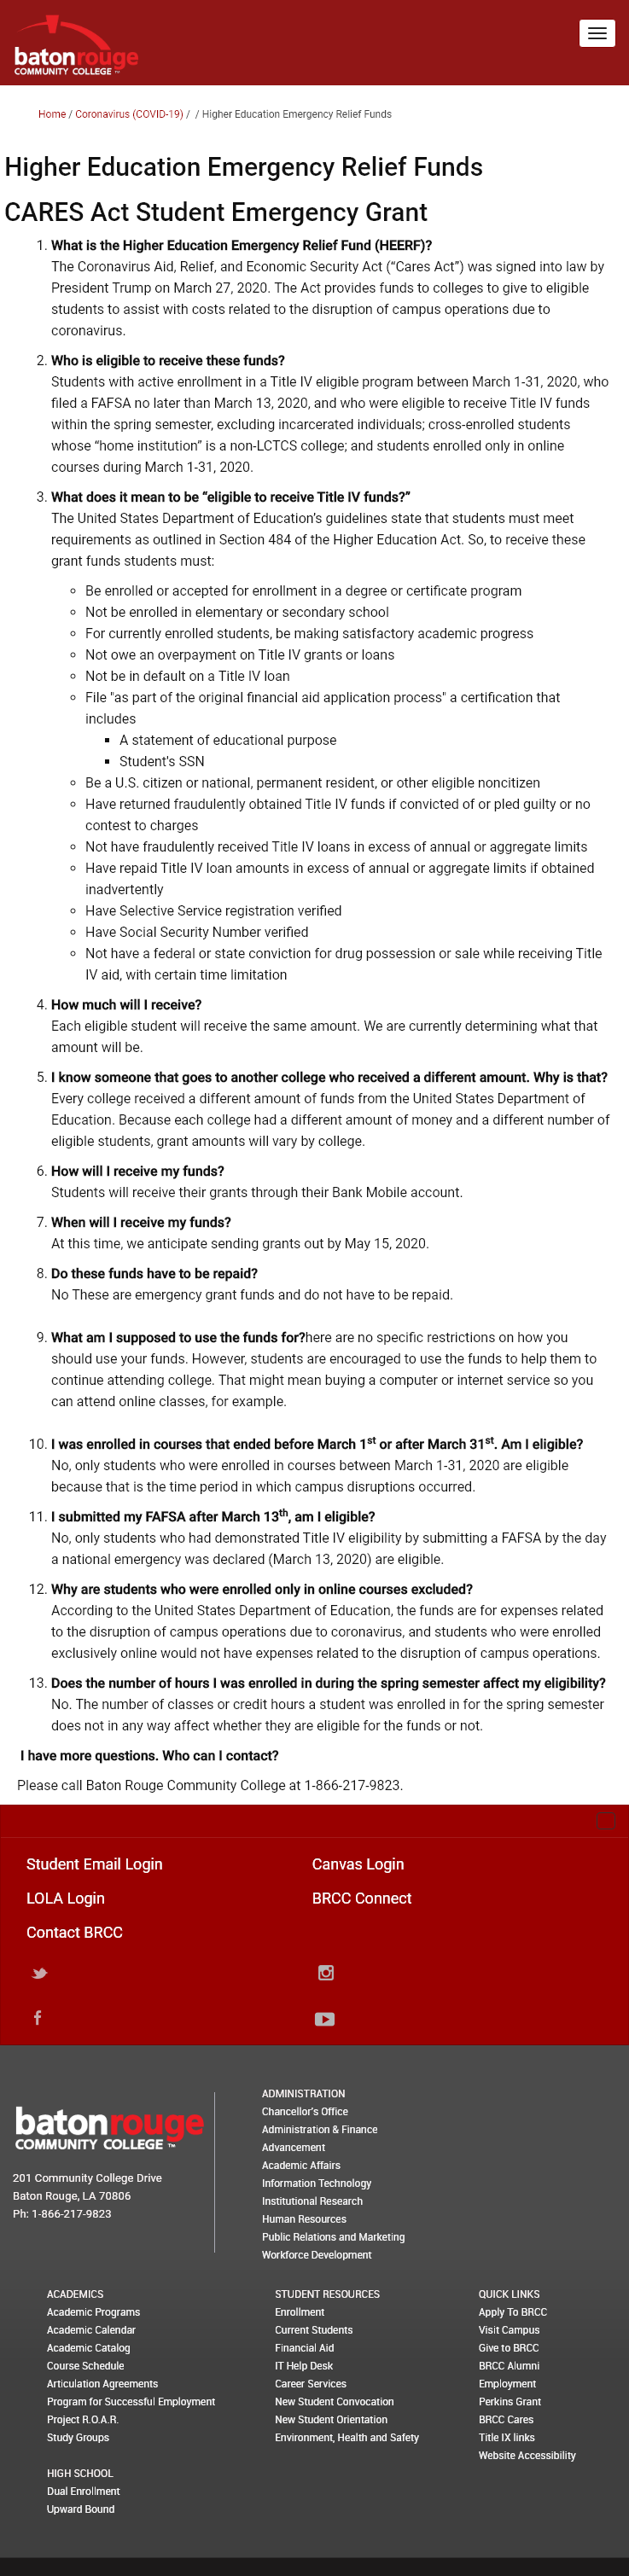 baton rouge
COMMUNITY COLLEGE ™
Home / Coronavirus (COVID-19) /  / Higher Education Emergency Relief Funds
Higher Education Emergency Relief Funds
CARES Act Student Emergency Grant
1. What is the Higher Education Emergency Relief Fund (HEERF)?
The Coronavirus Aid, Relief, and Economic Security Act (“Cares Act”) was signed into law by
President Trump on March 27, 2020. The Act provides funds to colleges to give to eligible
students to assist with costs related to the disruption of campus operations due to
coronavirus.
2. Who is eligible to receive these funds?
Students with active enrollment in a Title IV eligible program between March 1-31, 2020, who
filed a FAFSA no later than March 13, 2020, and who were eligible to receive Title IV funds
within the spring semester, excluding incarcerated individuals; cross-enrolled students
whose “home institution” is a non-LCTCS college; and students enrolled only in online
courses during March 1-31, 2020.
3. What does it mean to be “eligible to receive Title IV funds?”
The United States Department of Education’s guidelines state that students must meet
requirements as outlined in Section 484 of the Higher Education Act. So, to receive these
grant funds students must:
◦ Be enrolled or accepted for enrollment in a degree or certificate program
◦ Not be enrolled in elementary or secondary school
◦ For currently enrolled students, be making satisfactory academic progress
◦ Not owe an overpayment on Title IV grants or loans
◦ Not be in default on a Title IV loan
◦ File "as part of the original financial aid application process" a certification that
includes
▪ A statement of educational purpose
▪ Student's SSN
◦ Be a U.S. citizen or national, permanent resident, or other eligible noncitizen
◦ Have returned fraudulently obtained Title IV funds if convicted of or pled guilty or no
contest to charges
◦ Not have fraudulently received Title IV loans in excess of annual or aggregate limits
◦ Have repaid Title IV loan amounts in excess of annual or aggregate limits if obtained
inadvertently
◦ Have Selective Service registration verified
◦ Have Social Security Number verified
◦ Not have a federal or state conviction for drug possession or sale while receiving Title
IV aid, with certain time limitation
4. How much will I receive?
Each eligible student will receive the same amount. We are currently determining what that
amount will be.
5. I know someone that goes to another college who received a different amount. Why is that?
Every college received a different amount of funds from the United States Department of
Education. Because each college had a different amount of money and a different number of
eligible students, grant amounts will vary by college.
6. How will I receive my funds?
Students will receive their grants through their Bank Mobile account.
7. When will I receive my funds?
At this time, we anticipate sending grants out by May 15, 2020.
8. Do these funds have to be repaid?
No These are emergency grant funds and do not have to be repaid.
9. What am I supposed to use the funds for?here are no specific restrictions on how you
should use your funds. However, students are encouraged to use the funds to help them to
continue attending college. That might mean buying a computer or internet service so you
can attend online classes, for example.
10. I was enrolled in courses that ended before March 1st or after March 31st. Am I eligible?
No, only students who were enrolled in courses between March 1-31, 2020 are eligible
because that is the time period in which campus disruptions occurred.
11. I submitted my FAFSA after March 13th, am I eligible?
No, only students who had demonstrated Title IV eligibility by submitting a FAFSA by the day
a national emergency was declared (March 13, 2020) are eligible.
12. Why are students who were enrolled only in online courses excluded?
According to the United States Department of Education, the funds are for expenses related
to the disruption of campus operations due to coronavirus, and students who were enrolled
exclusively online would not have expenses related to the disruption of campus operations.
13. Does the number of hours I was enrolled in during the spring semester affect my eligibility?
No. The number of classes or credit hours a student was enrolled in for the spring semester
does not in any way affect whether they are eligible for the funds or not.
I have more questions. Who can I contact?
Please call Baton Rouge Community College at 1-866-217-9823.
Student Email Login
Canvas Login
LOLA Login
BRCC Connect
Contact BRCC
baton rouge
COMMUNITY COLLEGE ™
201 Community College Drive
Baton Rouge, LA 70806
Ph: 1-866-217-9823
ADMINISTRATION
Chancellor's Office
Administration & Finance
Advancement
Academic Affairs
Information Technology
Institutional Research
Human Resources
Public Relations and Marketing
Workforce Development
ACADEMICS
Academic Programs
Academic Calendar
Academic Catalog
Course Schedule
Articulation Agreements
Program for Successful Employment
Project R.O.A.R.
Study Groups
HIGH SCHOOL
Dual Enrollment
Upward Bound
STUDENT RESOURCES
Enrollment
Current Students
Financial Aid
IT Help Desk
Career Services
New Student Convocation
New Student Orientation
Environment, Health and Safety
QUICK LINKS
Apply To BRCC
Visit Campus
Give to BRCC
BRCC Alumni
Employment
Perkins Grant
BRCC Cares
Title IX links
Website Accessibility